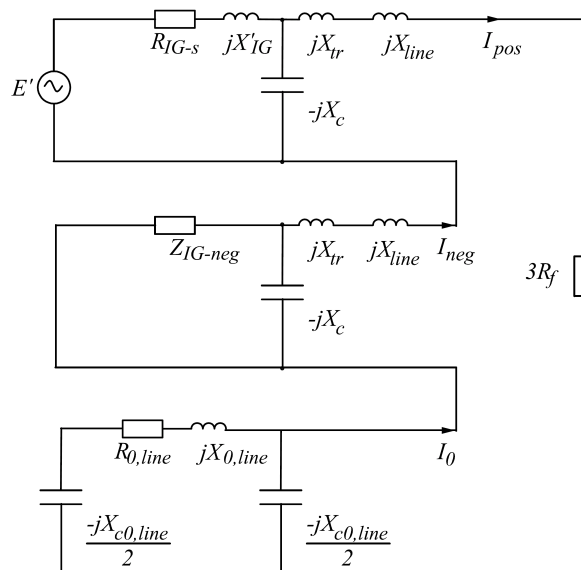 R_{IG-s} jX'_{IG} jX_{tr} jX_{line} I_{pos}
E'
-jX_c
Z_{IG-neg} jX_{tr} jX_{line} I_{neg}
3R_f
-jX_c
R_{0,line} jX_{0,line} I_0
-jX_{c0,line} -jX_{c0,line}
2 2